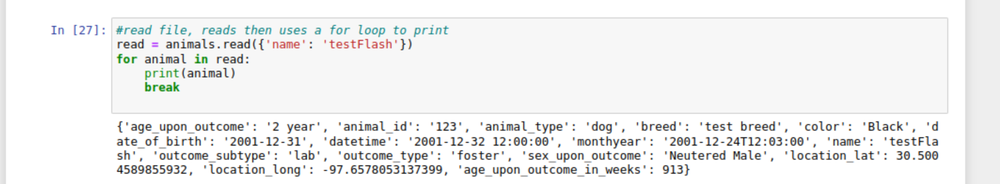 In [27]: #read file, reads then uses a for loop to print
read = animals.read({'name': 'testFlash'})
for animal in read:
    print(animal)
    break
{'age_upon_outcome': '2 year', 'animal_id': '123', 'animal_type': 'dog', 'breed': 'test breed', 'color': 'Black', 'd
ate_of_birth': '2001-12-31', 'datetime': '2001-12-32 12:00:00', 'monthyear': '2001-12-24T12:03:00', 'name': 'testFla
sh', 'outcome_subtype': 'lab', 'outcome_type': 'foster', 'sex_upon_outcome': 'Neutered Male', 'location_lat': 30.500
4589855932, 'location_long': -97.6578053137399, 'age_upon_outcome_in_weeks': 913}